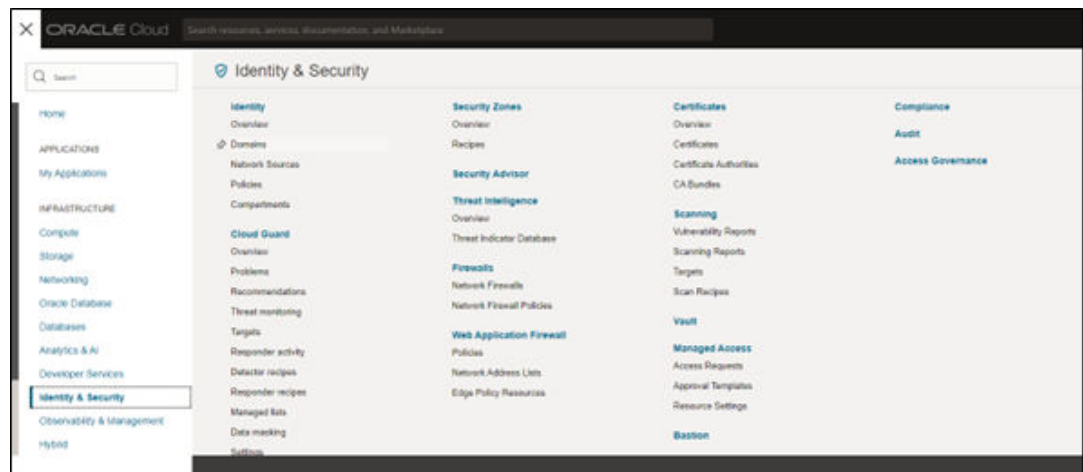 ORACLE Cloud
Search resources, services, documentation, and Marketplace
Search
Home
APPLICATIONS
My Applications
INFRASTRUCTURE
Compute
Storage
Networking
Oracle Database
Databases
Analytics & AI
Developer Services
Identity & Security
Observability & Management
Hybrid
Identity & Security
Identity
Overview
Domains
Network Sources
Policies
Compartments
Cloud Guard
Overview
Problems
Recommendations
Threat monitoring
Targets
Responder activity
Detector recipes
Responder recipes
Managed lists
Data masking
Settings
Security Zones
Overview
Recipes
Security Advisor
Threat Intelligence
Overview
Threat Indicator Database
Firewalls
Network Firewalls
Network Firewall Policies
Web Application Firewall
Policies
Network Address Lists
Edge Policy Resources
Certificates
Overview
Certificates
Certificate Authorities
CA Bundles
Scanning
Vulnerability Reports
Scanning Reports
Targets
Scan Recipes
Vault
Managed Access
Access Requests
Approval Templates
Resource Settings
Bastion
Compliance
Audit
Access Governance